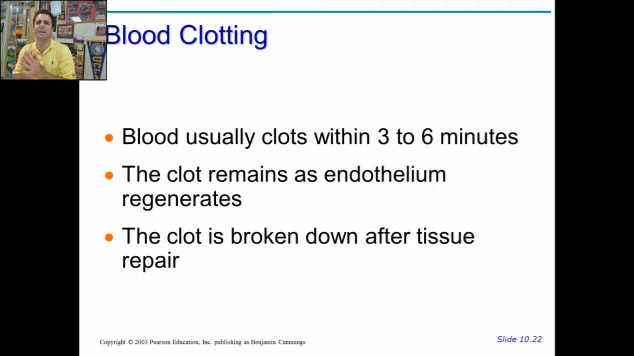 Blood Clotting
Blood usually clots within 3 to 6 minutes
The clot remains as endothelium
regenerates
The clot is broken down after tissue
repair
Copyright © 2003 Pearson Education, Inc. publishing as Benjamin Cummings
Slide 10.22